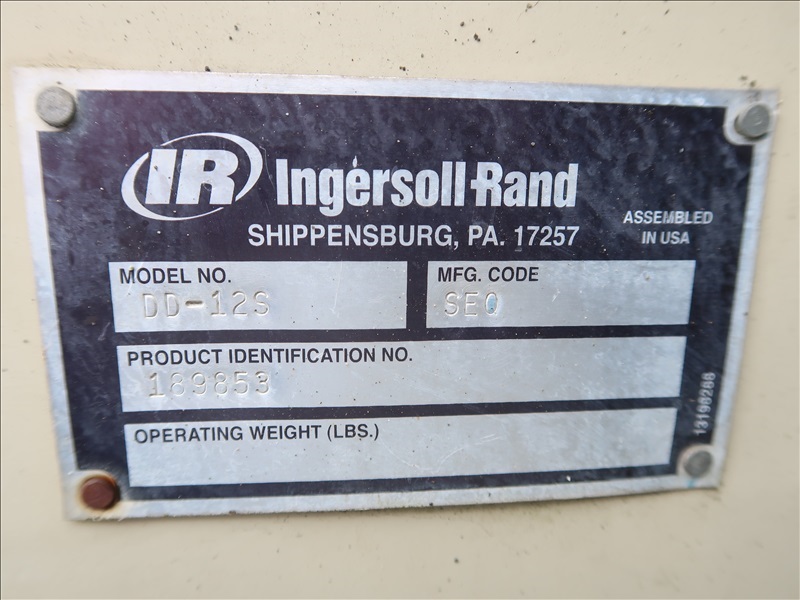 IR Ingersoll-Rand
SHIPPENSBURG, PA. 17257
ASSEMBLED
IN USA
MODEL NO.
DD-12S
MFG. CODE
SEQ
PRODUCT IDENTIFICATION NO.
189853
OPERATING WEIGHT (LBS.)
13198288